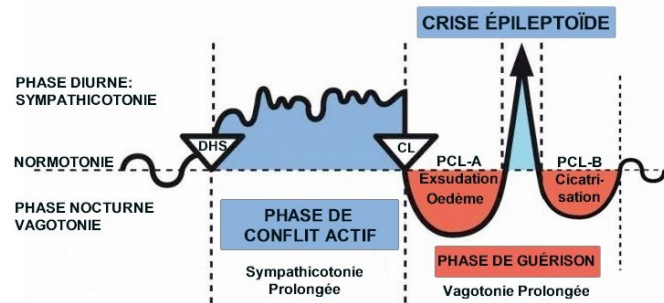 CRISE ÉPILEPTOÏDE
PHASE DIURNE:
SYMPATHICOTONIE
DHS
CL
NORMOTONIE
PCL-A
Exsudation
Oedème
PCL-B
Cicatri-
sation
PHASE NOCTURNE
VAGOTONIE
PHASE DE
CONFLIT ACTIF
PHASE DE GUÉRISON
Sympathicotonie
Prolongée
Vagotonie Prolongée